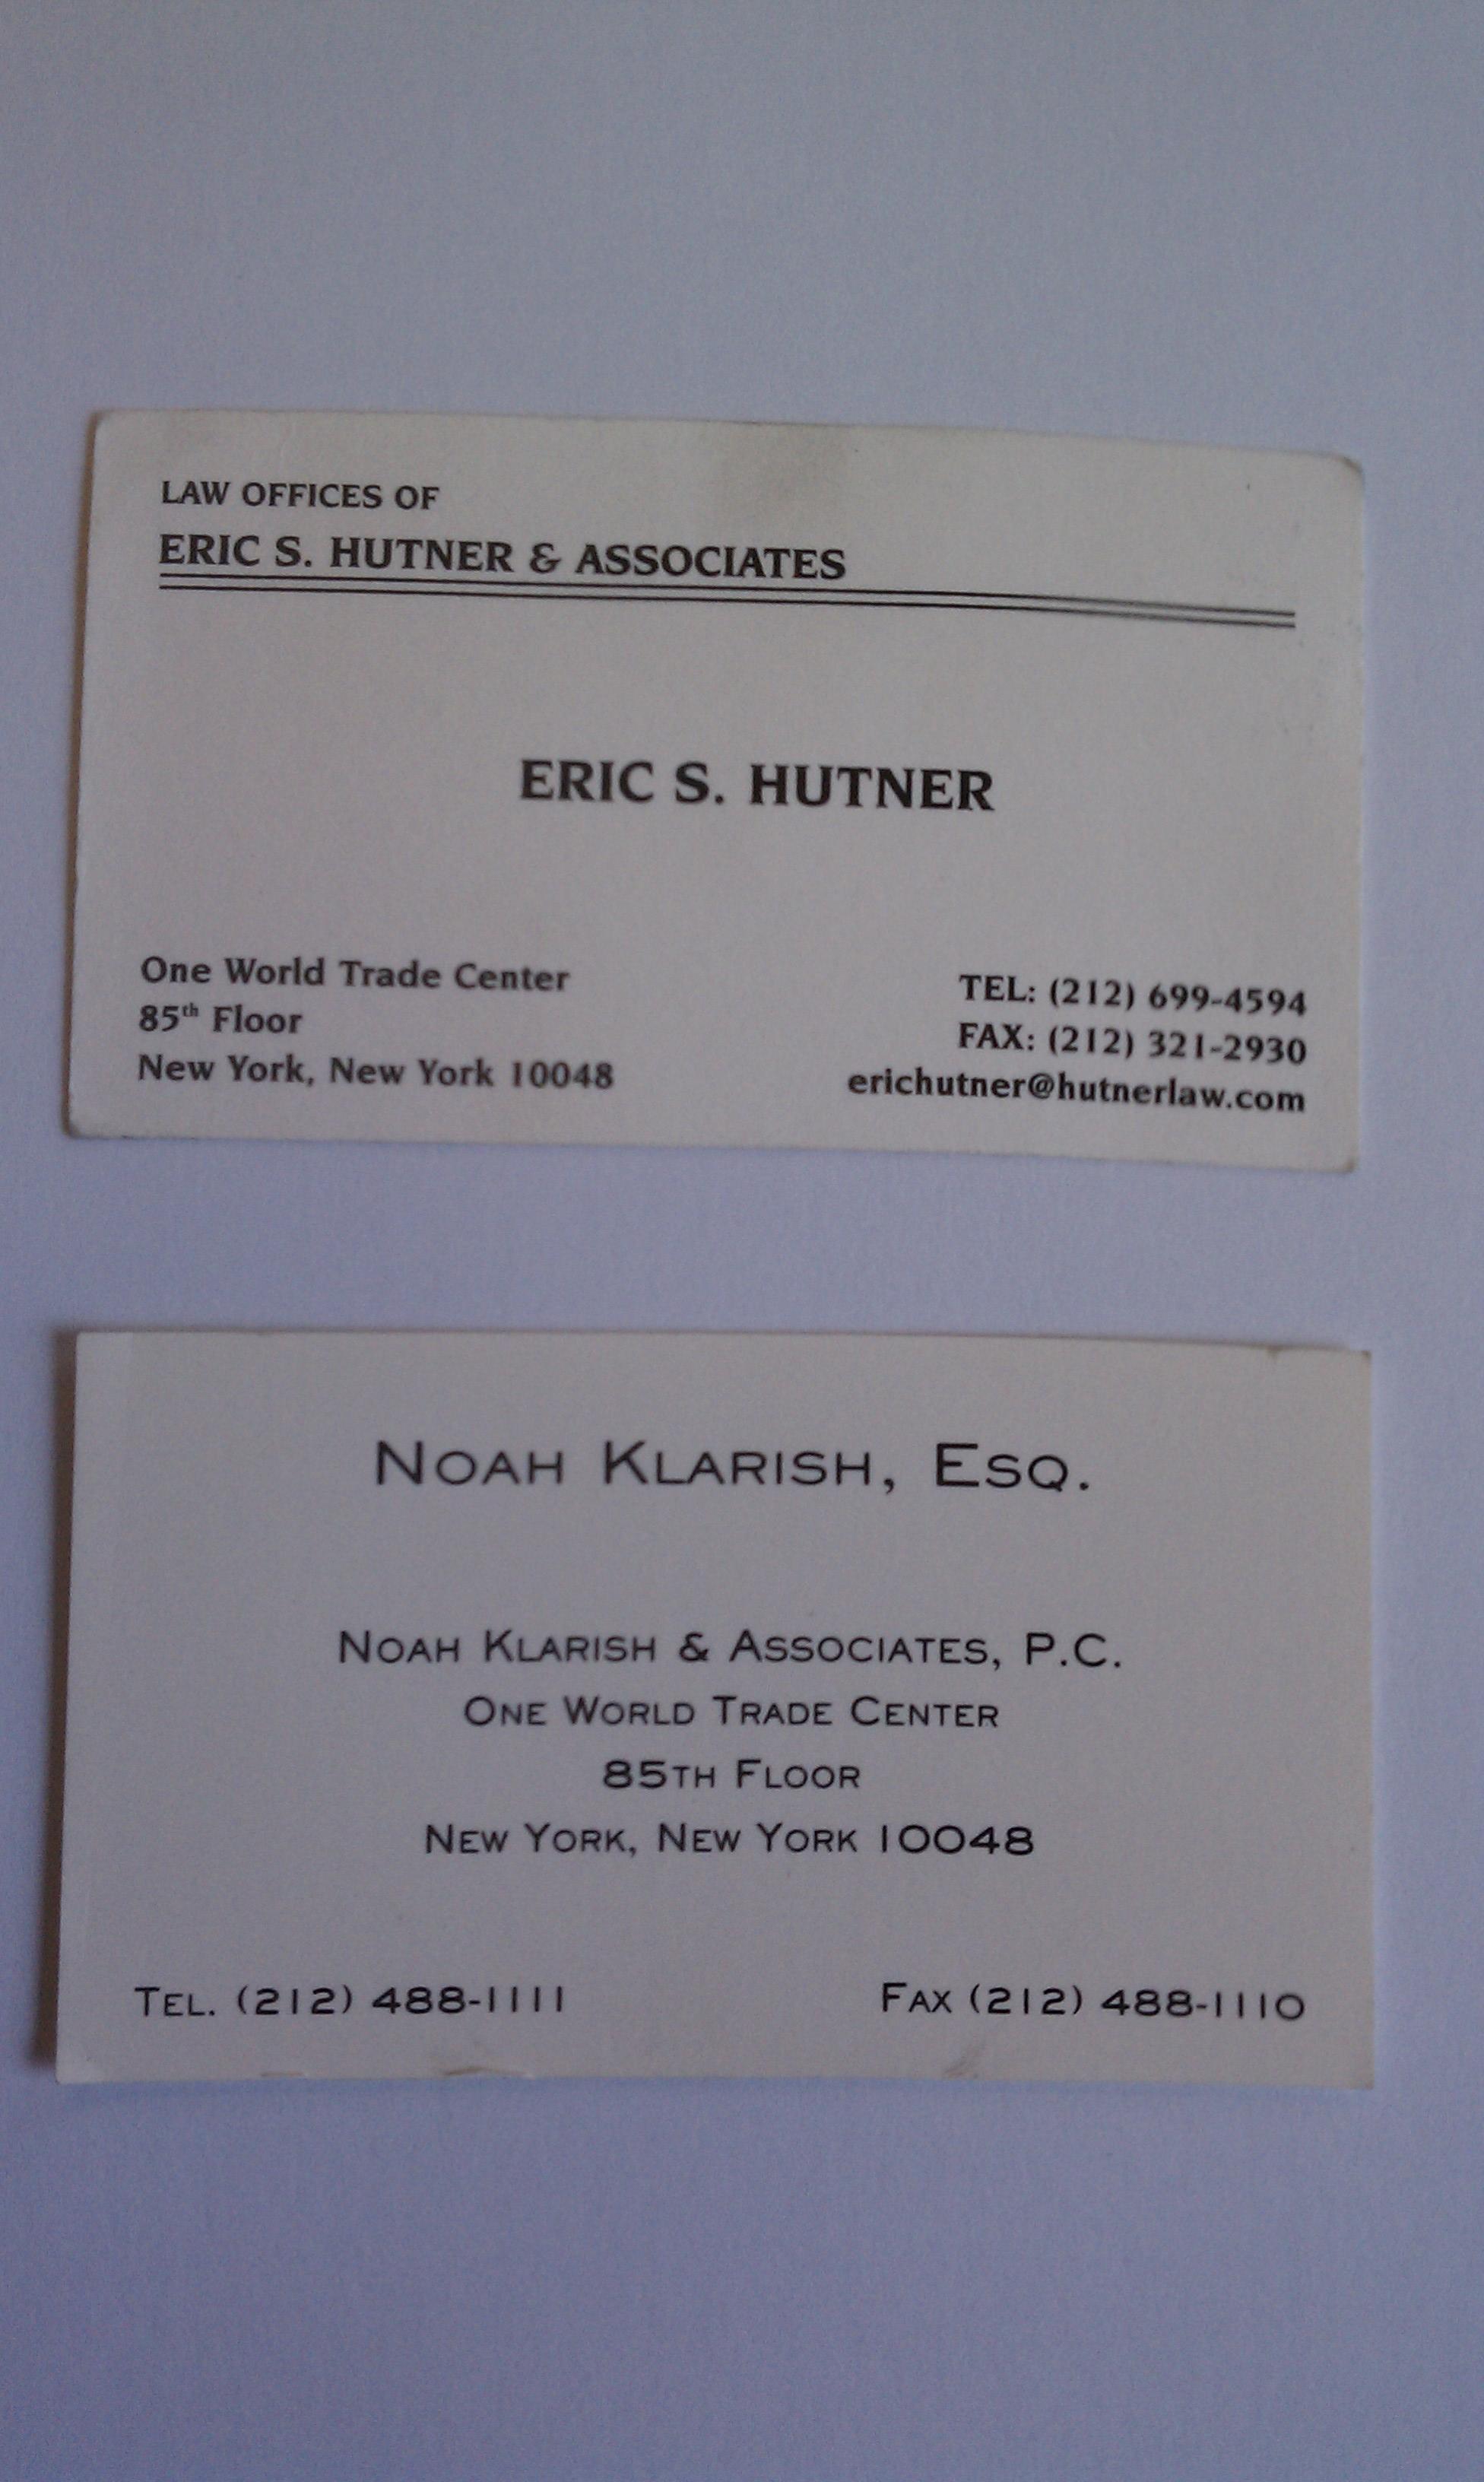 LAW OFFICES OF
ERIC S. HUTNER & ASSOCIATES
ERIC S. HUTNER
One World Trade Center
85th Floor
New York, New York 10048
TEL: (212) 699-4594
FAX: (212) 321-2930
erichutner@hutnerlaw.com
NOAH KLARISH, ESQ.
NOAH KLARISH & ASSOCIATES, P.C.
ONE WORLD TRADE CENTER
85TH FLOOR
NEW YORK, NEW YORK 10048
TEL. (212) 488-1111 FAX (212) 488-1110